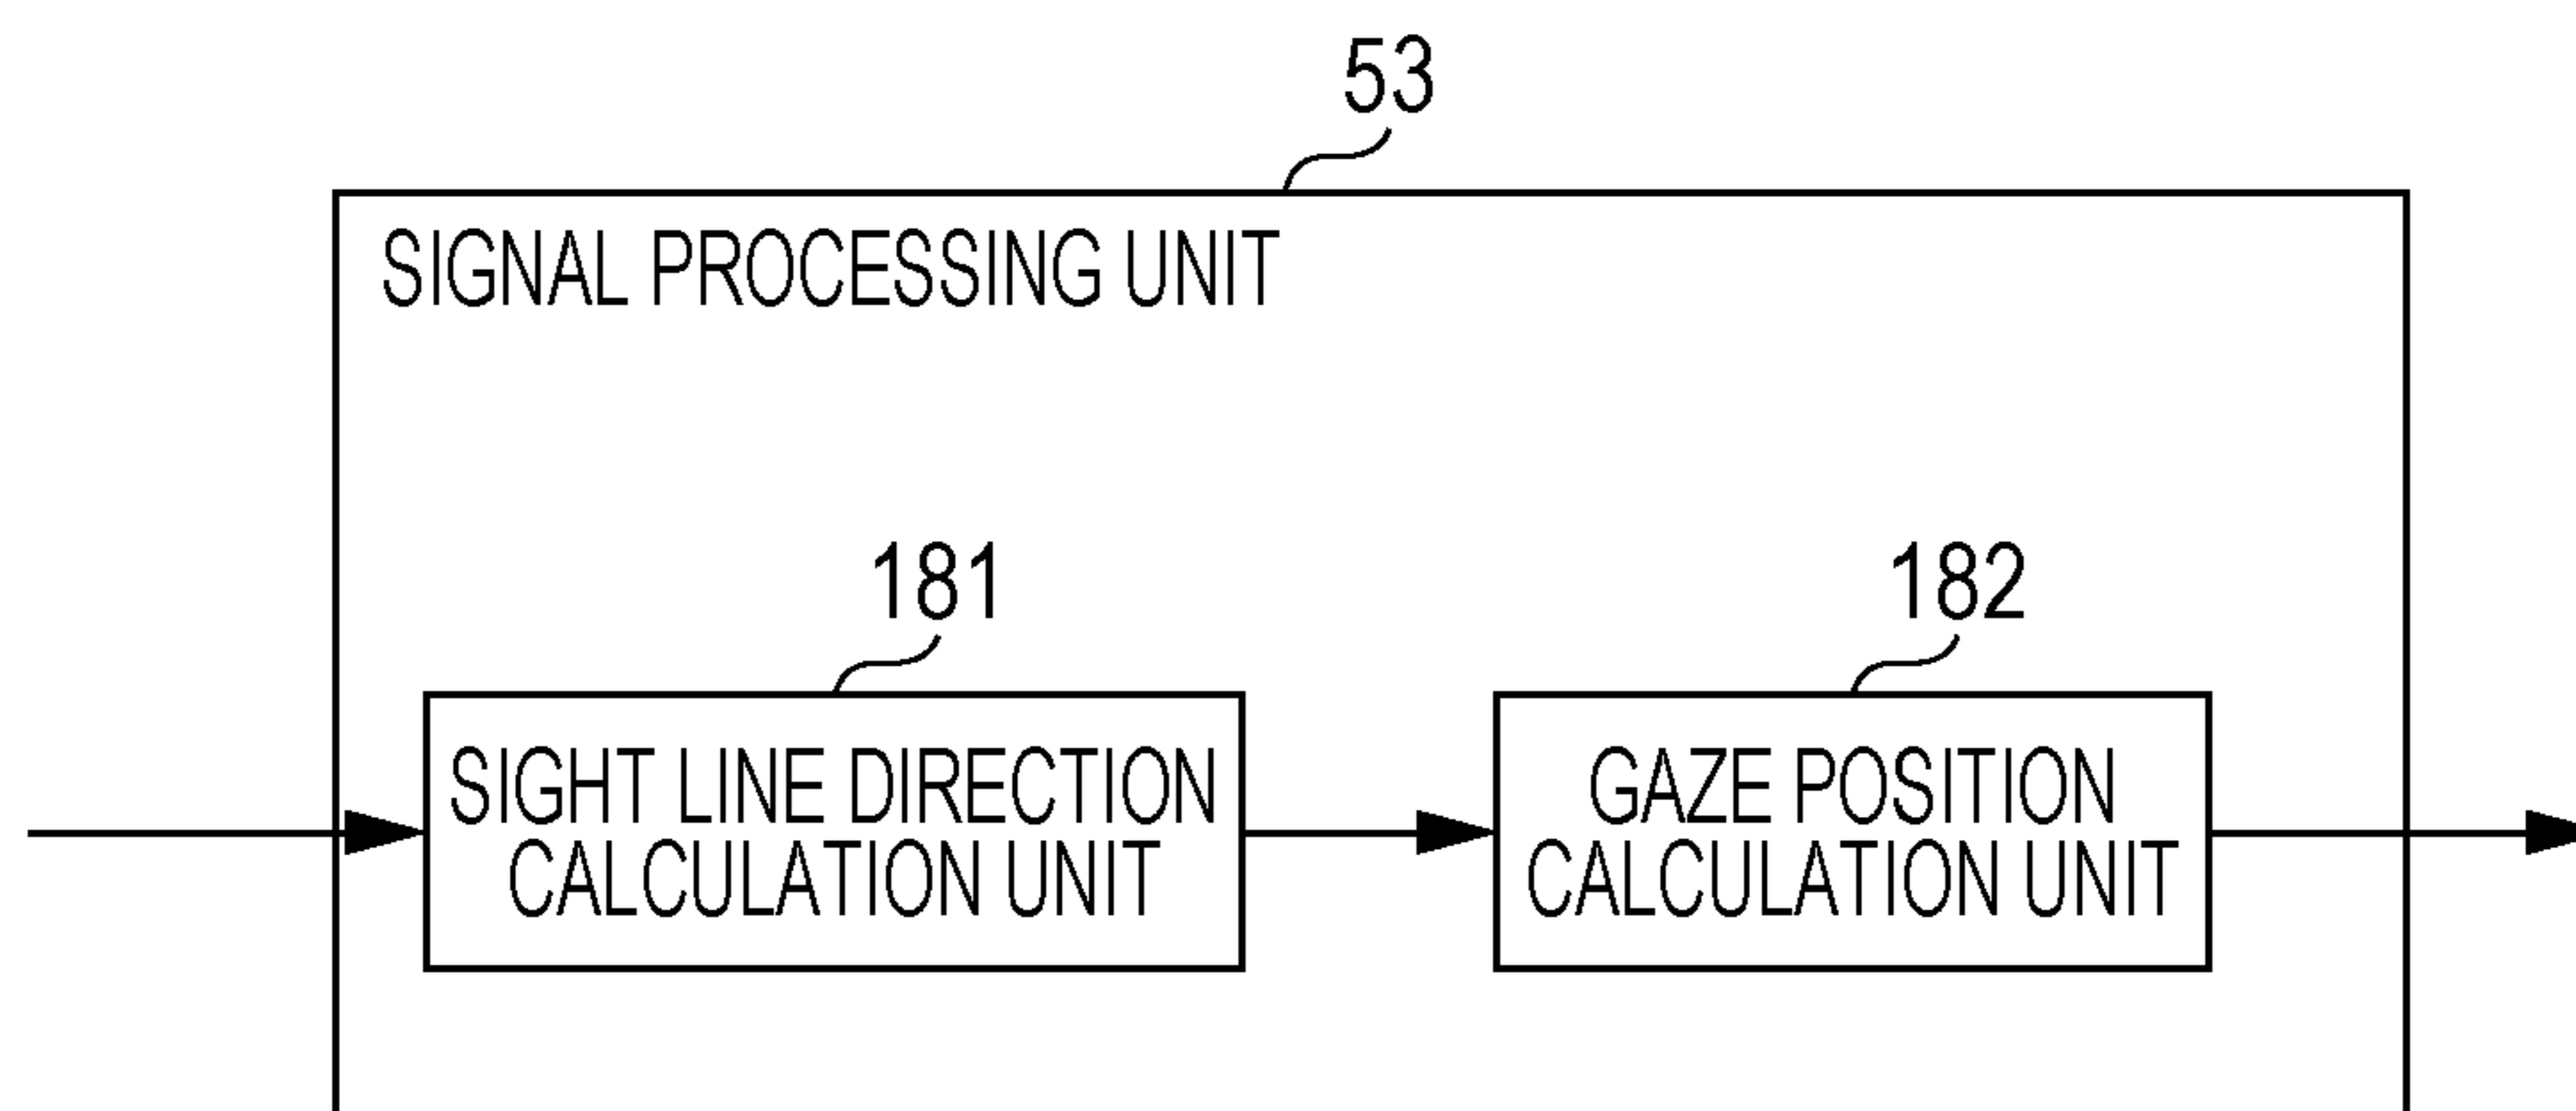 53
SIGNAL PROCESSING UNIT
181
182
SIGHT LINE DIRECTION
CALCULATION UNIT
GAZE POSITION
CALCULATION UNIT